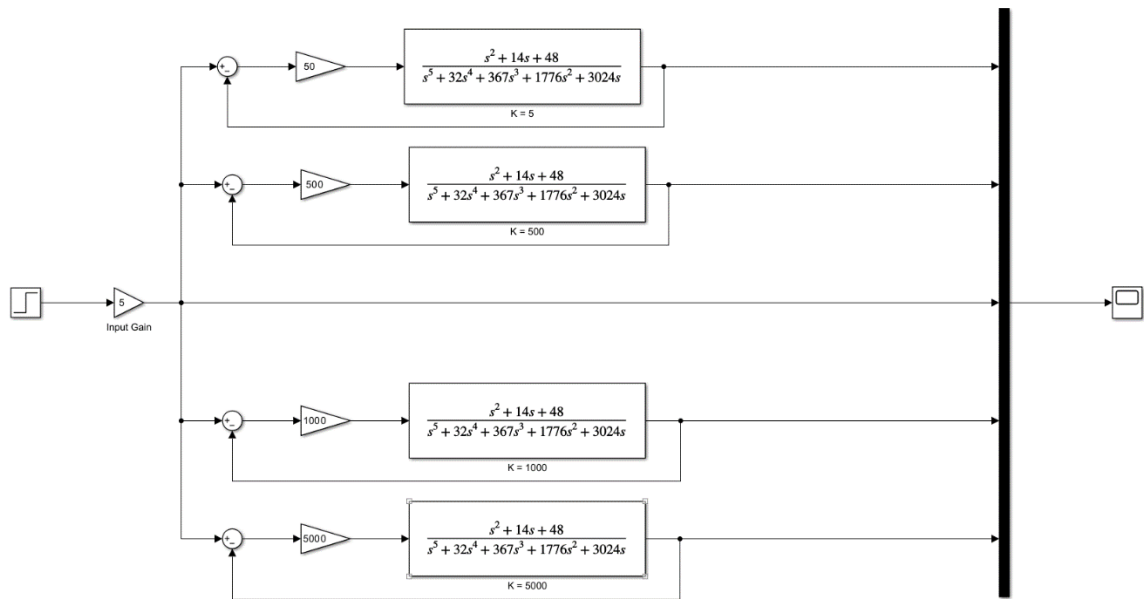 +
−
50
s^2 + 14s + 48
s^5 + 32s^4 + 367s^3 + 1776s^2 + 3024s
K = 5
+
−
500
s^2 + 14s + 48
s^5 + 32s^4 + 367s^3 + 1776s^2 + 3024s
K = 500
5
Input Gain
+
−
1000
s^2 + 14s + 48
s^5 + 32s^4 + 367s^3 + 1776s^2 + 3024s
K = 1000
+
−
5000
s^2 + 14s + 48
s^5 + 32s^4 + 367s^3 + 1776s^2 + 3024s
K = 5000